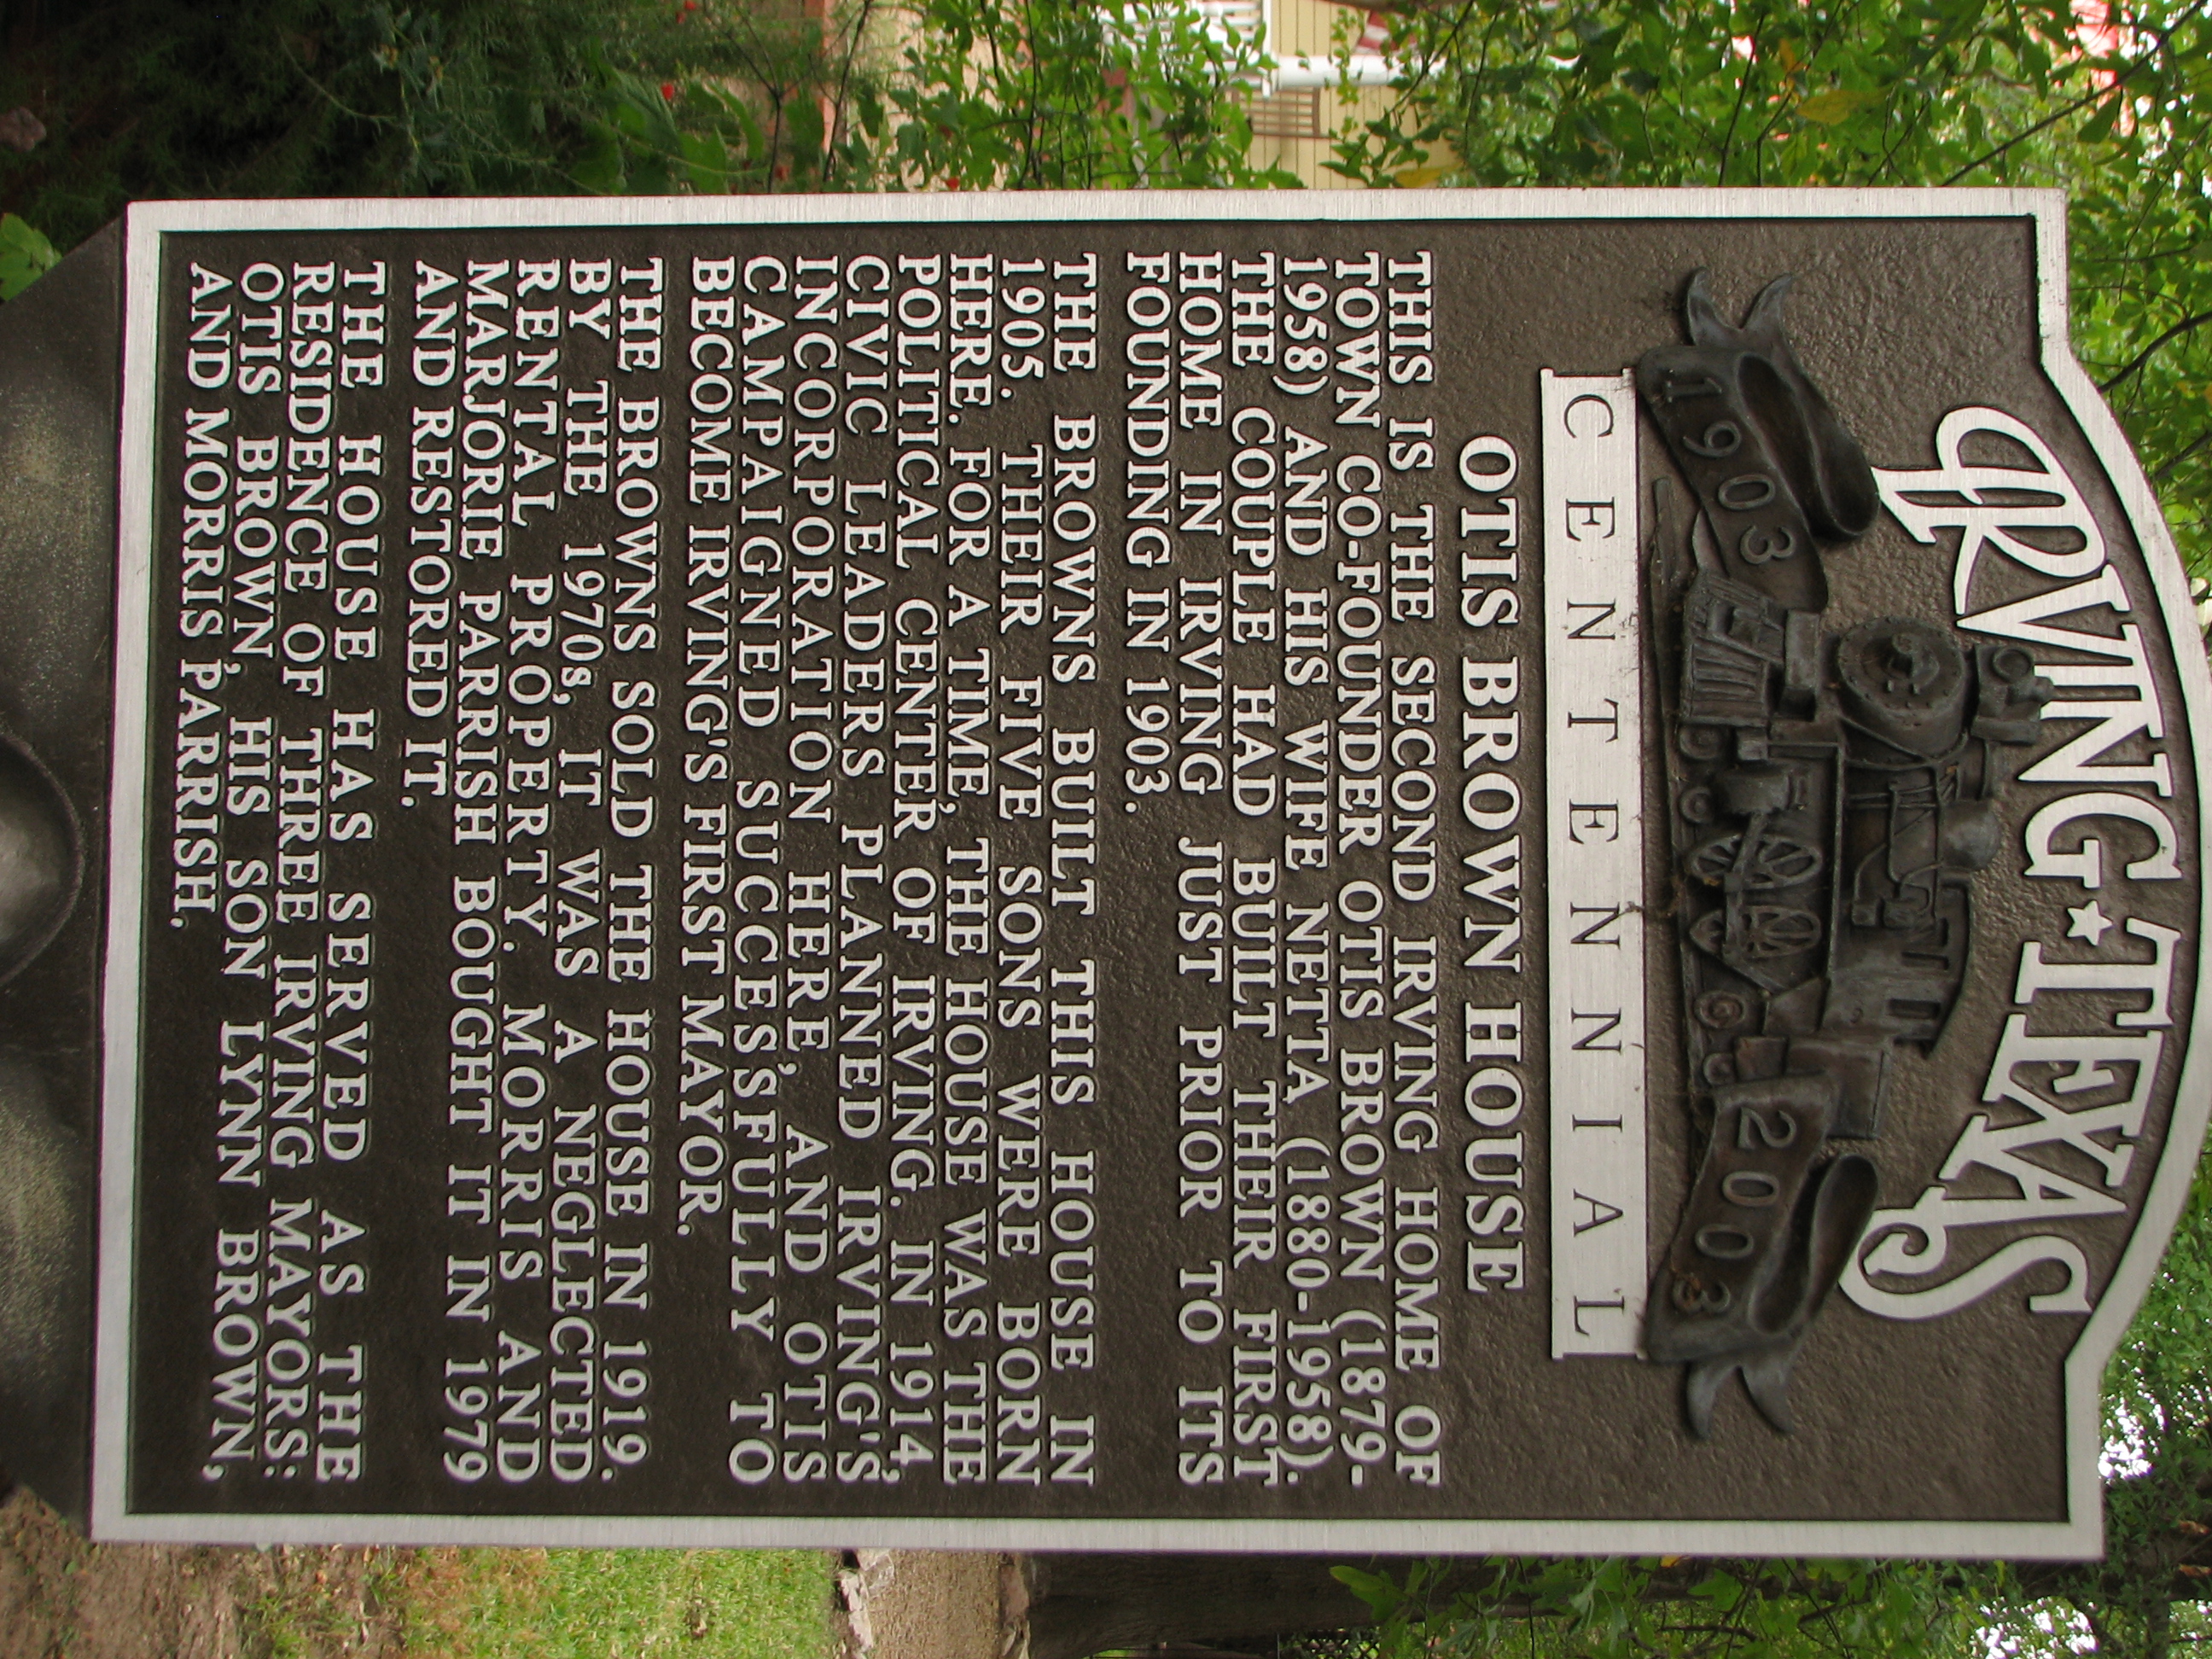 IRVING★TEXAS
1903 2003
CENTENNIAL
OTIS BROWN HOUSE
THIS IS THE SECOND IRVING HOME OF
TOWN CO-FOUNDER OTIS BROWN (1879-
1958) AND HIS WIFE NETTA (1880-1958).
THE COUPLE HAD BUILT THEIR FIRST
HOME IN IRVING JUST PRIOR TO ITS
FOUNDING IN 1903.
THE BROWNS BUILT THIS HOUSE IN
1905. THEIR FIVE SONS WERE BORN
HERE. FOR A TIME, THE HOUSE WAS THE
POLITICAL CENTER OF IRVING. IN 1914,
CIVIC LEADERS PLANNED IRVING'S
INCORPORATION HERE, AND OTIS
CAMPAIGNED SUCCESSFULLY TO
BECOME IRVING'S FIRST MAYOR.
THE BROWNS SOLD THE HOUSE IN 1919.
BY THE 1970s, IT WAS A NEGLECTED
RENTAL PROPERTY. MORRIS AND
MARJORIE PARRISH BOUGHT IT IN 1979
AND RESTORED IT.
THE HOUSE HAS SERVED AS THE
RESIDENCE OF THREE IRVING MAYORS:
OTIS BROWN, HIS SON LYNN BROWN,
AND MORRIS PARRISH.